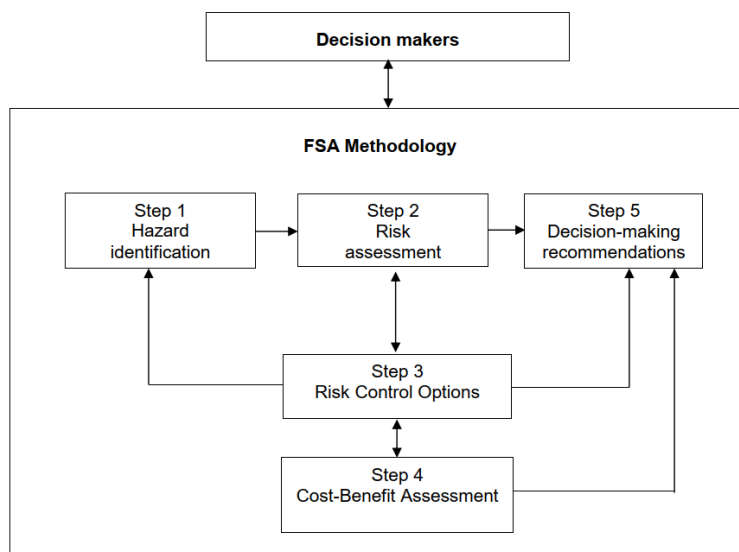 Decision makers
FSA Methodology
Step 1
Hazard
identification
Step 2
Risk
assessment
Step 5
Decision-making
recommendations
Step 3
Risk Control Options
Step 4
Cost-Benefit Assessment